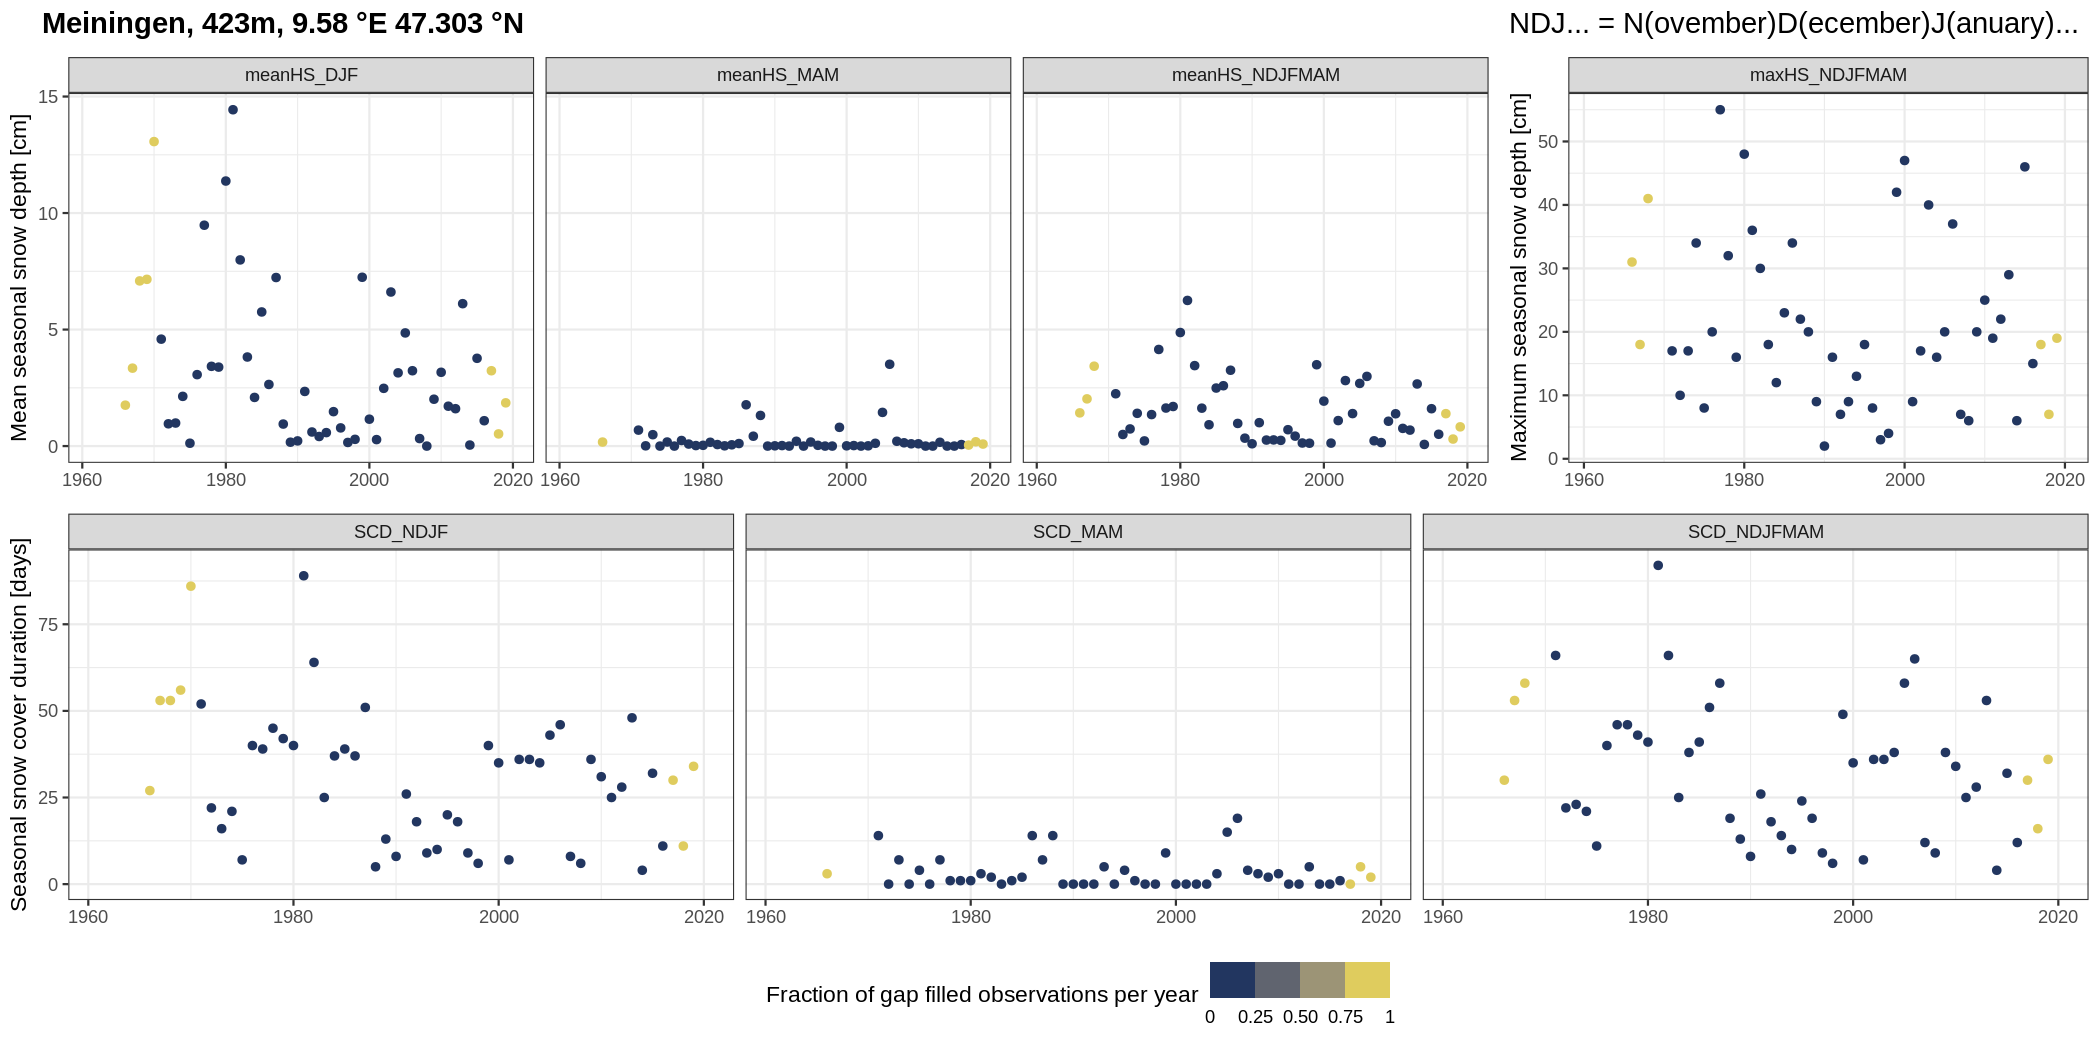 Meiningen, 423m, 9.58 °E 47.303 °N
NDJ... = N(ovember)D(ecember)J(anuary)...
meanHS_DJF
meanHS_MAM
meanHS_NDJFMAM
maxHS_NDJFMAM
Mean seasonal snow depth [cm]
15
10
5
0
1960 1980 2000 2020
1960 1980 2000 2020
1960 1980 2000 2020
Maximum seasonal snow depth [cm]
50
40
30
20
10
0
1960 1980 2000 2020
SCD_NDJF
SCD_MAM
SCD_NDJFMAM
Seasonal snow cover duration [days]
75
50
25
0
1960 1980 2000 2020
1960 1980 2000 2020
1960 1980 2000 2020
Fraction of gap filled observations per year
0 0.25 0.50 0.75 1